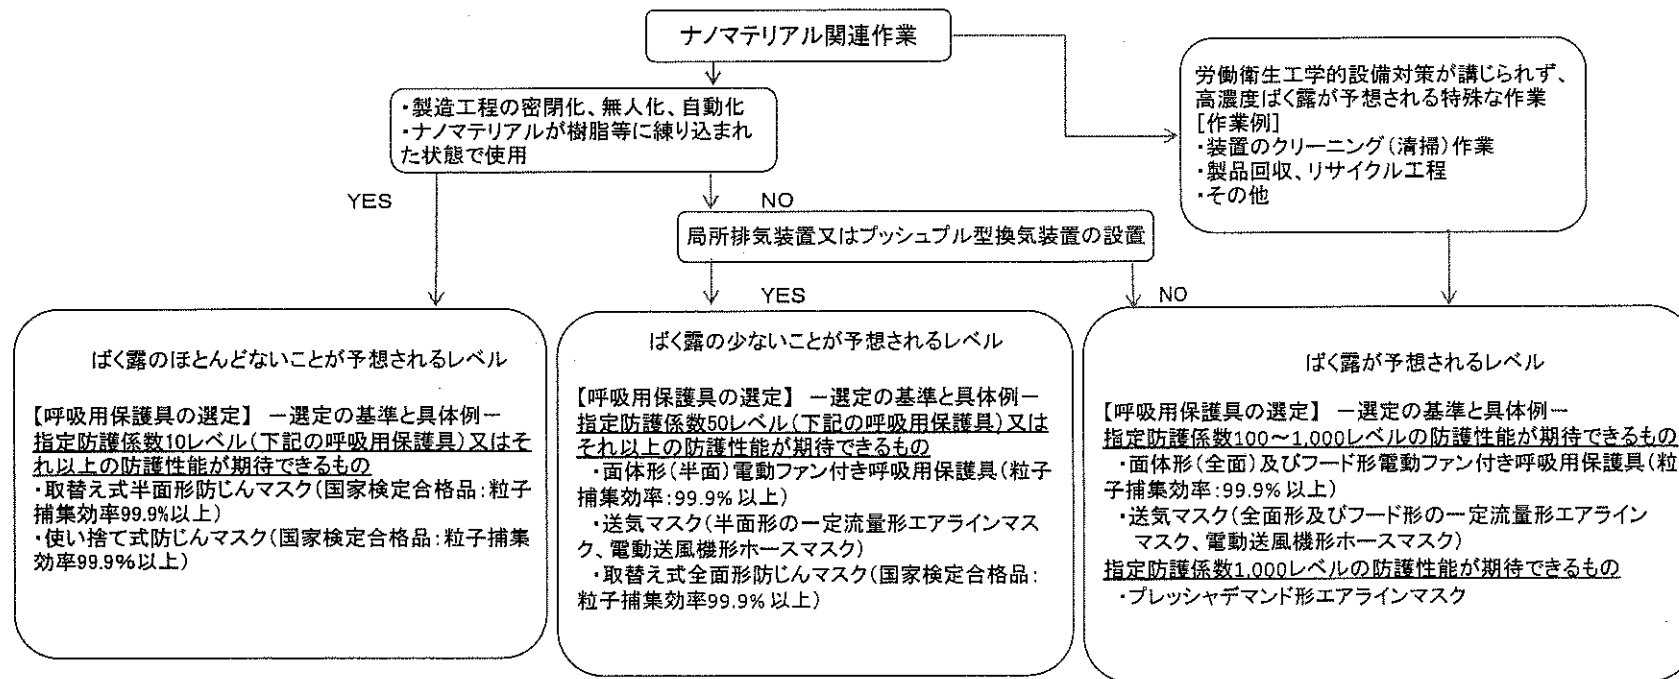 ナノマテリアル関連作業
労働衛生工学的設備対策が講じられず、
高濃度ばく露が予想される特殊な作業
[作業例]
・装置のクリーニング(清掃)作業
・製品回収、リサイクル工程
・その他
・製造工程の密閉化、無人化、自動化
・ナノマテリアルが樹脂等に練り込まれ
た状態で使用
YES
NO
局所排気装置又はプッシュプル型換気装置の設置
YES
NO
ばく露のほとんどないことが予想されるレベル
【呼吸用保護具の選定】 －選定の基準と具体例－
指定防護係数10レベル(下記の呼吸用保護具)又はそ
れ以上の防護性能が期待できるもの
・取替え式半面形防じんマスク(国家検定合格品:粒子
捕集効率99.9%以上)
・使い捨て式防じんマスク(国家検定合格品:粒子捕集
効率99.9%以上)
ばく露の少ないことが予想されるレベル
【呼吸用保護具の選定】 －選定の基準と具体例－
指定防護係数50レベル(下記の呼吸用保護具)又は
それ以上の防護性能が期待できるもの
・面体形(半面)電動ファン付き呼吸用保護具(粒子
捕集効率:99.9%以上)
・送気マスク(半面形の一定流量形エアラインマス
ク、電動送風機形ホースマスク)
・取替え式全面形防じんマスク(国家検定合格品:
粒子捕集効率99.9%以上)
ばく露が予想されるレベル
【呼吸用保護具の選定】 －選定の基準と具体例－
指定防護係数100～1,000レベルの防護性能が期待できるもの
・面体形(全面)及びフード形電動ファン付き呼吸用保護具(粒
子捕集効率:99.9%以上)
・送気マスク(全面形及びフード形の一定流量形エアライン
マスク、電動送風機形ホースマスク)
指定防護係数1,000レベルの防護性能が期待できるもの
・プレッシャデマンド形エアラインマスク